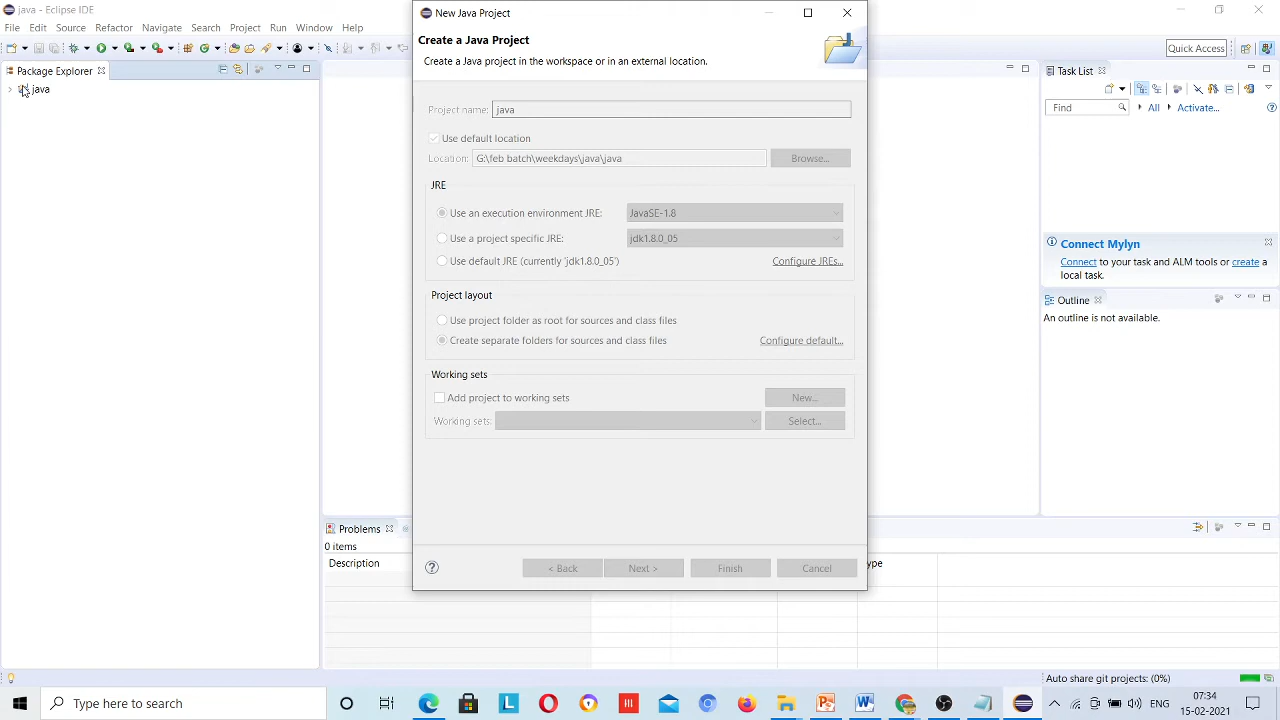 java - Eclipse IDE
File Edit Source Refactor Navigate Search Project Run Window Help
Quick Access
Package Explorer
java
New Java Project
Create a Java Project
Create a Java project in the workspace or in an external location.
Project name: java
Use default location
Location: G:\feb batch\weekdays\java\java Browse...
JRE
Use an execution environment JRE: JavaSE-1.8
Use a project specific JRE: jdk1.8.0_05
Use default JRE (currently 'jdk1.8.0_05') Configure JREs...
Project layout
Use project folder as root for sources and class files
Create separate folders for sources and class files Configure default...
Working sets
Add project to working sets New...
Working sets: Select...
< Back Next > Finish Cancel
Task List
Find All Activate...
Connect Mylyn
Connect to your task and ALM tools or create a
local task.
Outline
An outline is not available.
Problems
0 items
Description ype
Auto share git projects: (0%)
Type here to search
07:34
15-02-2021